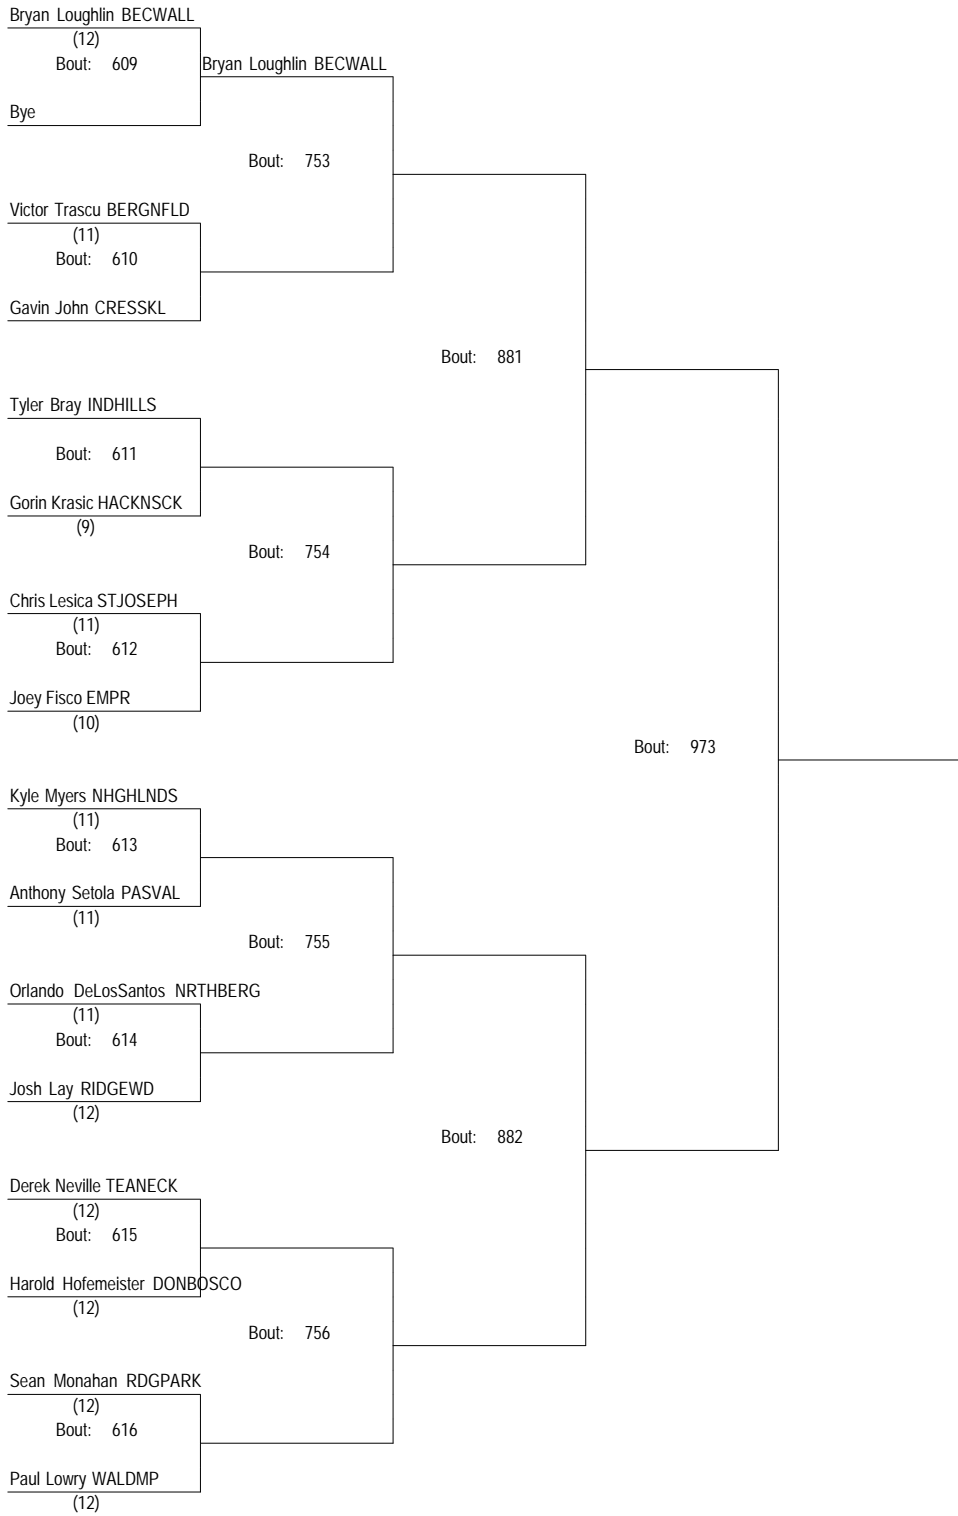 Bryan Loughlin BECWALL
(12)
Bout: 609
Bryan Loughlin BECWALL
Bye
Bout: 753
Victor Trascu BERGNFLD
(11)
Bout: 610
Gavin John CRESSKL
Bout: 881
Tyler Bray INDHILLS
Bout: 611
Gorin Krasic HACKNSCK
(9)
Bout: 754
Chris Lesica STJOSEPH
(11)
Bout: 612
Joey Fisco EMPR
(10)
Bout: 973
Kyle Myers NHGHLNDS
(11)
Bout: 613
Anthony Setola PASVAL
(11)
Bout: 755
Orlando DeLosSantos NRTHBERG
(11)
Bout: 614
Josh Lay RIDGEWD
(12)
Bout: 882
Derek Neville TEANECK
(12)
Bout: 615
Harold Hofemeister DONBOSCO
(12)
Bout: 756
Sean Monahan RDGPARK
(12)
Bout: 616
Paul Lowry WALDMP
(12)